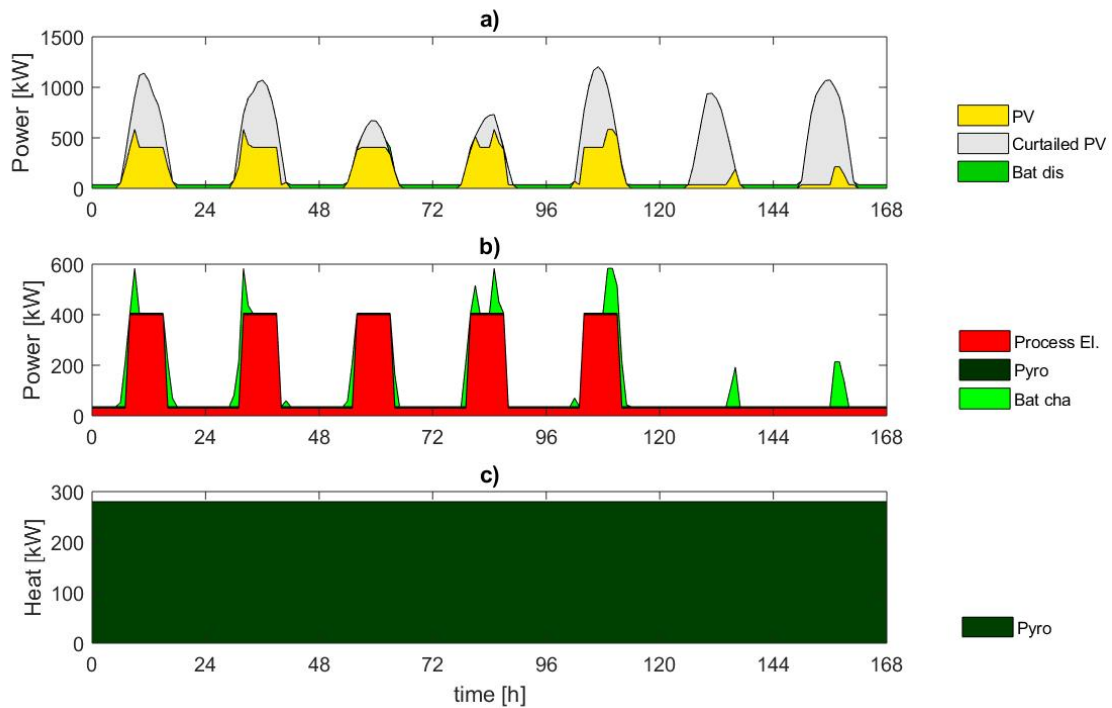 a)
1500
1000
500
0
Power [kW]
0 24 48 72 96 120 144 168
PV
Curtailed PV
Bat dis
b)
600
400
200
0
Power [kW]
0 24 48 72 96 120 144 168
Process El.
Pyro
Bat cha
c)
300
200
100
0
Heat [kW]
0 24 48 72 96 120 144 168
time [h]
Pyro